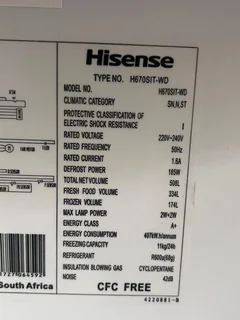 Hisense
TYPE NO. H670SIT-WD
MODEL NO. H670SIT-WD
CLIMATIC CATEGORY SN,N,ST
PROTECTIVE CLASSIFICATION OF
ELECTRIC SHOCK RESISTANCE I
RATED VOLTAGE 220V~240V
RATED FREQUENCY 50Hz
RATED CURRENT 1.6A
DEFROST POWER 185W
TOTAL NET VOLUME 508L
FRESH FOOD VOLUME 334L
FROZEN VOLUME 174L
MAX LAMP POWER 2W+2W
ENERGY CLASS A+
ENERGY CONSUMPTION 407kW.h/annum
FREEZING CAPACITY 11kg/24h
REFRIGERANT R600a(68g)
INSULATION BLOWING GAS CYCLOPENTANE
NOISE 42dB
CFC FREE
South Africa
4220881-B